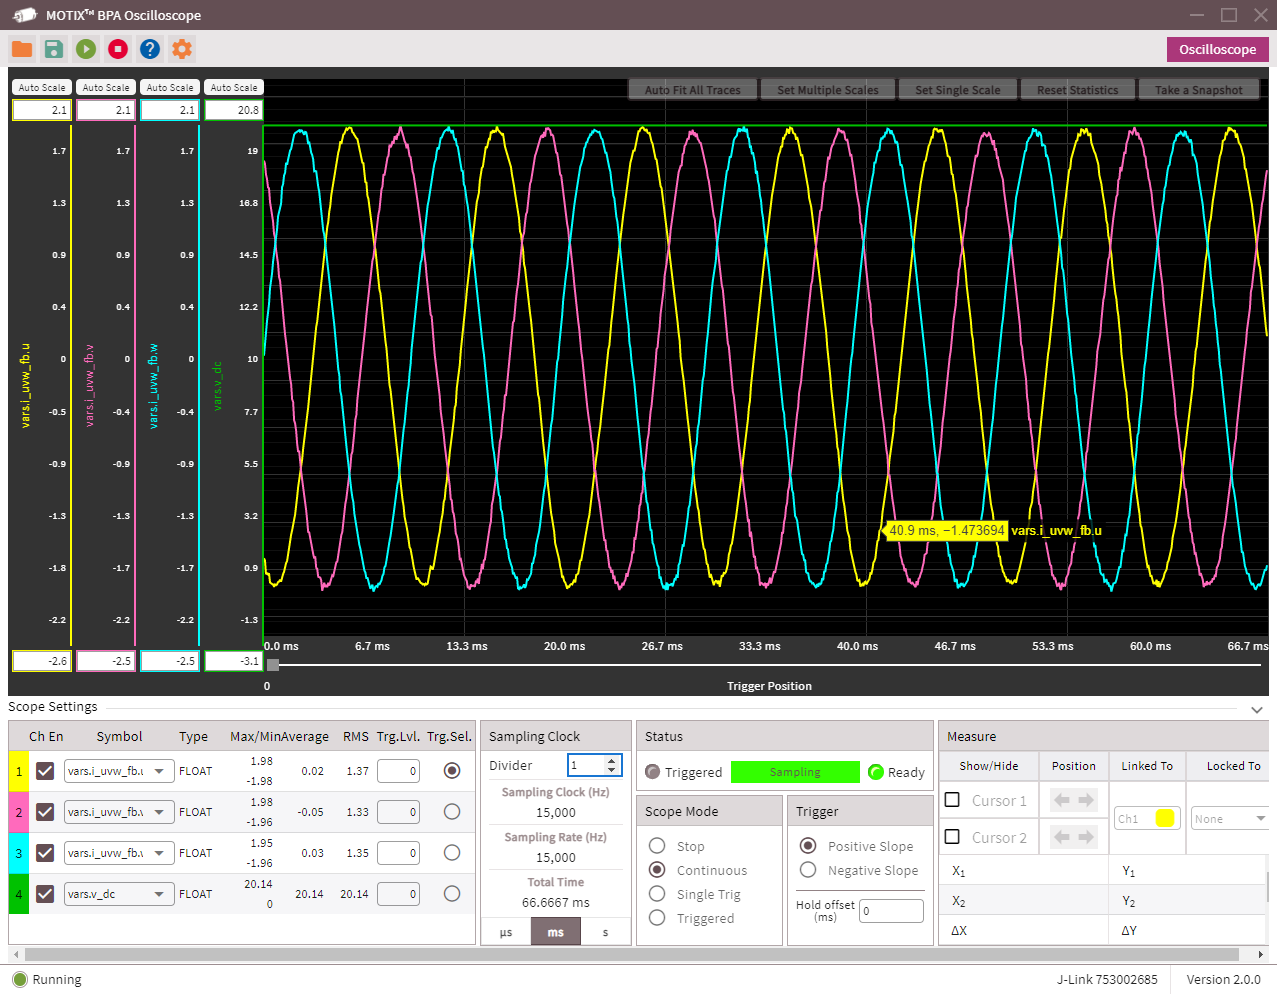 MOTIX™ BPA Oscilloscope
Oscilloscope
Auto Scale Auto Scale Auto Scale Auto Scale
Auto Fit All Traces Set Multiple Scales Set Single Scale Reset Statistics Take a Snapshot
2.1 2.1 2.1 20.8
1.7 1.7 1.7 19
1.3 1.3 1.3 16.8
0.9 0.9 0.9 14.5
0.4 0.4 0.4 12.2
0 0 0 10
-0.5 -0.4 -0.4 7.7
-0.9 -0.9 -0.9 5.5
-1.3 -1.3 -1.3 3.2
-1.8 -1.7 -1.7 0.9
-2.2 -2.2 -2.2 -1.3
-2.6 -2.5 -2.5 -3.1
vars.i_uvw_fb.u
vars.i_uvw_fb.v
vars.i_uvw_fb.w
vars.v_dc
40.9 ms, −1.473694 vars.i_uvw_fb.u
0.0 ms 6.7 ms 13.3 ms 20.0 ms 26.7 ms 33.3 ms 40.0 ms 46.7 ms 53.3 ms 60.0 ms 66.7 ms
0 Trigger Position
Scope Settings
Ch En Symbol Type Max/Min Average RMS Trg.Lvl. Trg.Sel.
1 vars.i_uvw_fb.u FLOAT 1.98 -1.98 0.02 1.37 0
2 vars.i_uvw_fb.v FLOAT 1.98 -1.96 -0.05 1.33 0
3 vars.i_uvw_fb.w FLOAT 1.95 -1.96 0.03 1.35 0
4 vars.v_dc FLOAT 20.14 0 20.14 20.14 0
Sampling Clock
Divider 1
Sampling Clock (Hz)
15,000
Sampling Rate (Hz)
15,000
Total Time
66.6667 ms
µs ms s
Status
Triggered Sampling Ready
Scope Mode
Stop
Continuous
Single Trig
Triggered
Trigger
Positive Slope
Negative Slope
Hold offset (ms) 0
Measure
Show/Hide Position Linked To Locked To
Cursor 1
Cursor 2
Ch1 None
X1 Y1
X2 Y2
ΔX ΔY
Running
J-Link 753002685 Version 2.0.0